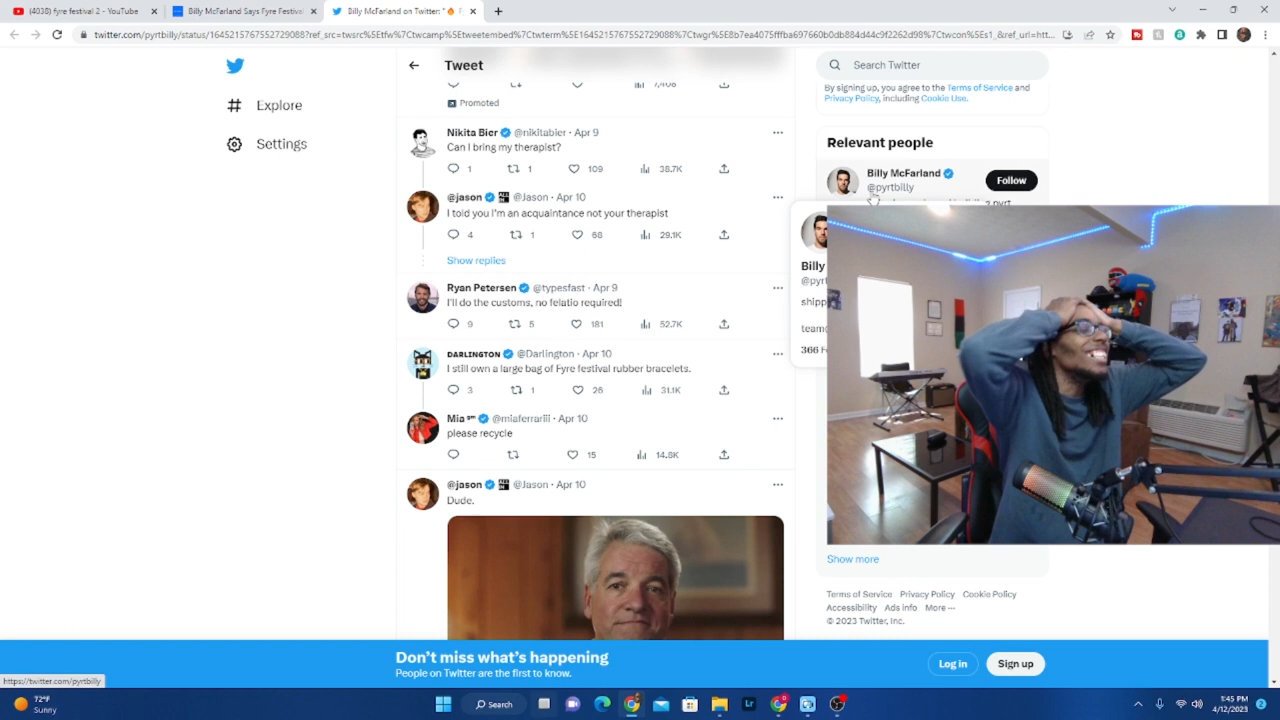 (4038) fyre festival 2 - YouTube
Billy McFarland Says Fyre Festival
Billy McFarland on Twitter: "🔥 F
twitter.com/pyrtbilly/status/1645215767552729088?ref_src=twsrc%5Etfw%7Ctwcamp%5Etweetembed%7Ctwterm%5E1645215767552729088%7Ctwgr%5E8b7ea4075fffba697660b0db884d44c9f2262d98%7Ctwcon%5Es1_&ref_url=htt...
Explore
Settings
Tweet
Promoted
Nikita Bier @nikitabier · Apr 9
Can I bring my therapist?
1 1 109 38.7K
@jason @Jason · Apr 10
I told you I'm an acquaintance not your therapist
4 1 68 29.1K
Show replies
Ryan Petersen @typesfast · Apr 9
I'll do the customs, no felatio required!
9 5 181 52.7K
DARLINGTON @Darlington · Apr 10
I still own a large bag of Fyre festival rubber bracelets.
3 1 26 31.1K
Mia @miaferrariii · Apr 10
please recycle
15 14.8K
@jason @Jason · Apr 10
Dude.
Search Twitter
By signing up, you agree to the Terms of Service and
Privacy Policy, including Cookie Use.
Relevant people
Billy McFarland
@pyrtbilly
Follow
Billy
@pyrt
shipp
team
366 F
Show more
Terms of Service Privacy Policy Cookie Policy
Accessibility Ads info More ···
© 2023 Twitter, Inc.
Don't miss what's happening
People on Twitter are the first to know.
Log in
Sign up
https://twitter.com/pyrtbilly
72°F
Sunny
Search
1:45 PM
4/12/2023